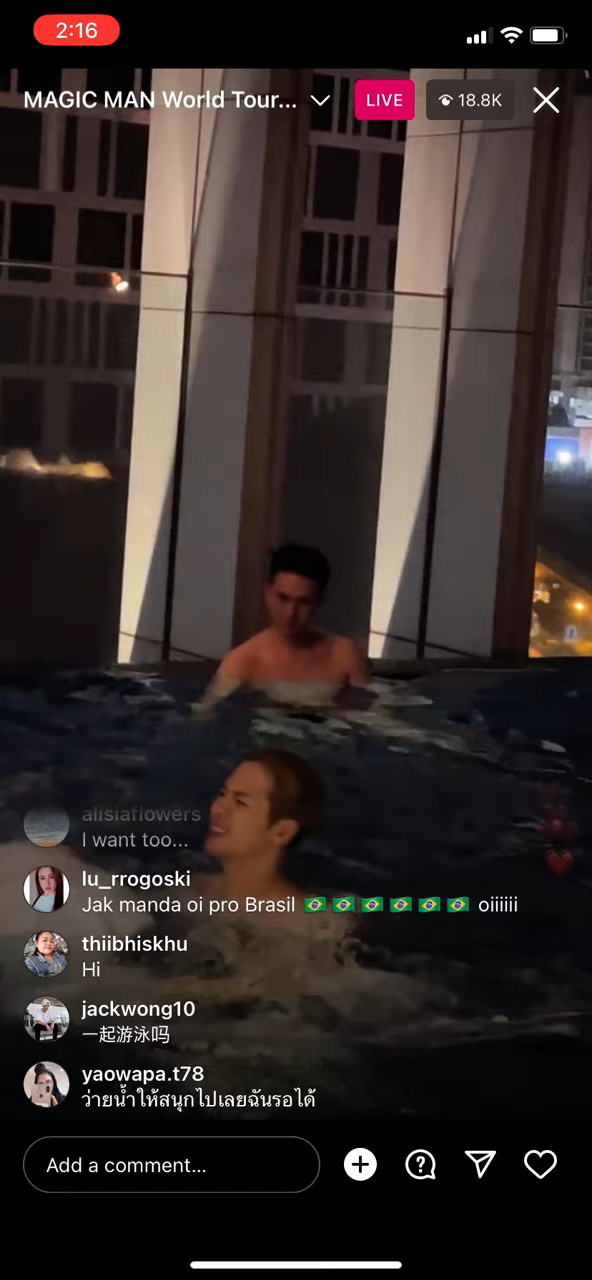 2:16
MAGIC MAN World Tour...
LIVE
18.8K
alisiaflowers
I want too...
lu_rrogoski
Jak manda oi pro Brasil 🇧🇷🇧🇷🇧🇷🇧🇷🇧🇷🇧🇷 oiiiiii
thiibhiskhu
Hi
jackwong10
一起游泳吗
yaowapa.t78
ว่ายน้ำให้สนุกไปเลยฉันรอได้
Add a comment...